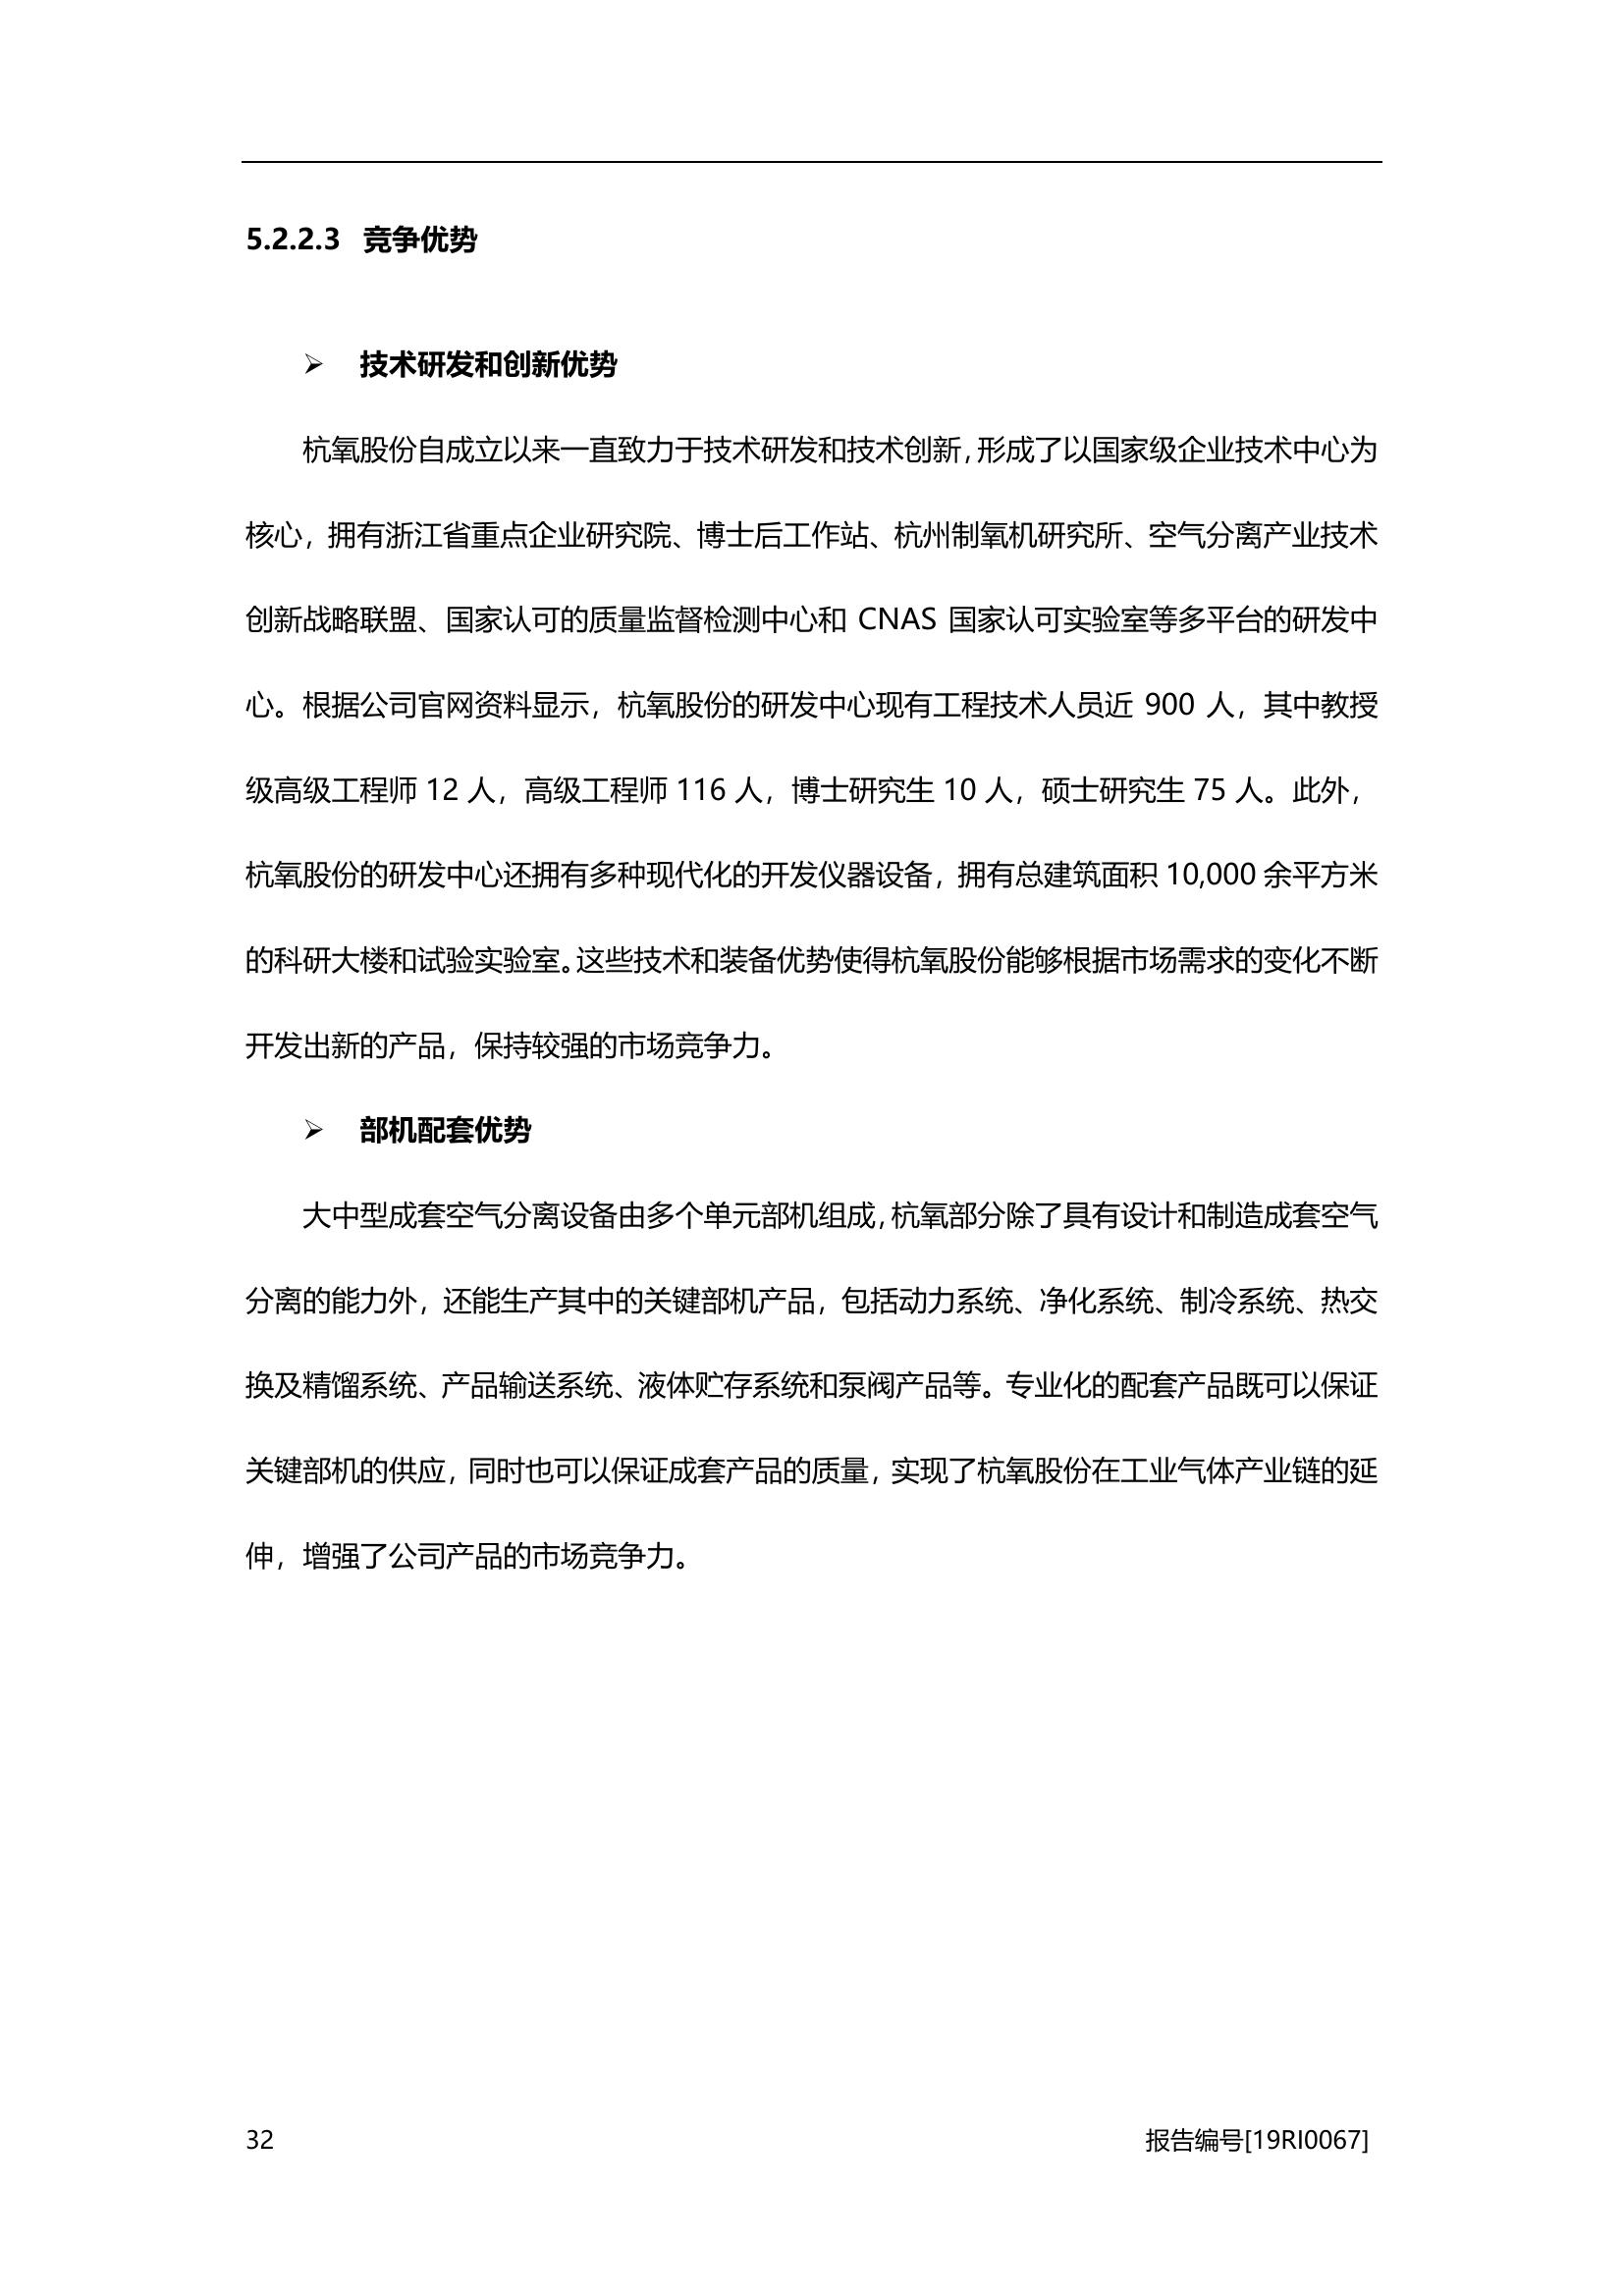 5.2.2.3 竞争优势
➢ 技术研发和创新优势
杭氧股份自成立以来一直致力于技术研发和技术创新，形成了以国家级企业技术中心为
核心，拥有浙江省重点企业研究院、博士后工作站、杭州制氧机研究所、空气分离产业技术
创新战略联盟、国家认可的质量监督检测中心和 CNAS 国家认可实验室等多平台的研发中
心。根据公司官网资料显示，杭氧股份的研发中心现有工程技术人员近 900 人，其中教授
级高级工程师 12 人，高级工程师 116 人，博士研究生 10 人，硕士研究生 75 人。此外，
杭氧股份的研发中心还拥有多种现代化的开发仪器设备，拥有总建筑面积 10,000 余平方米
的科研大楼和试验实验室。这些技术和装备优势使得杭氧股份能够根据市场需求的变化不断
开发出新的产品，保持较强的市场竞争力。
➢ 部机配套优势
大中型成套空气分离设备由多个单元部机组成，杭氧部分除了具有设计和制造成套空气
分离的能力外，还能生产其中的关键部机产品，包括动力系统、净化系统、制冷系统、热交
换及精馏系统、产品输送系统、液体贮存系统和泵阀产品等。专业化的配套产品既可以保证
关键部机的供应，同时也可以保证成套产品的质量，实现了杭氧股份在工业气体产业链的延
伸，增强了公司产品的市场竞争力。
32 报告编号[19RI0067]